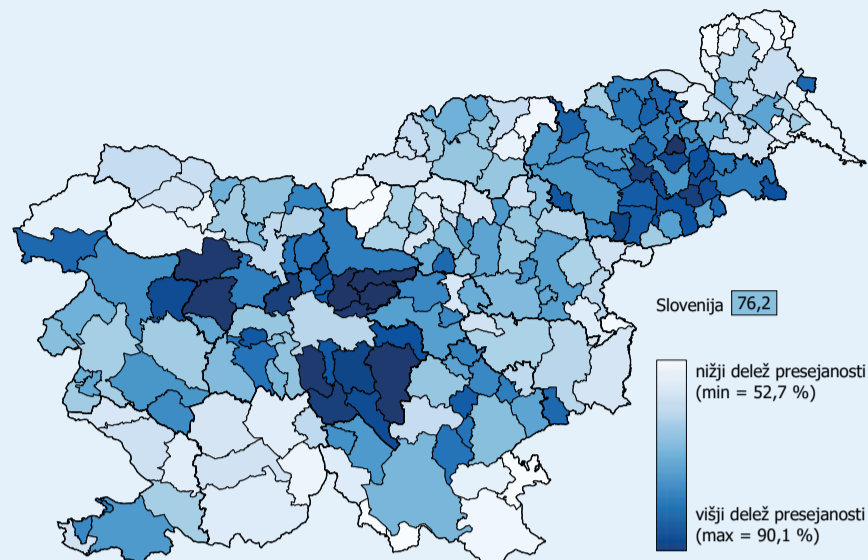 Slovenija 76,2
nižji delež presejanosti
(min = 52,7 %)
višji delež presejanosti
(max = 90,1 %)